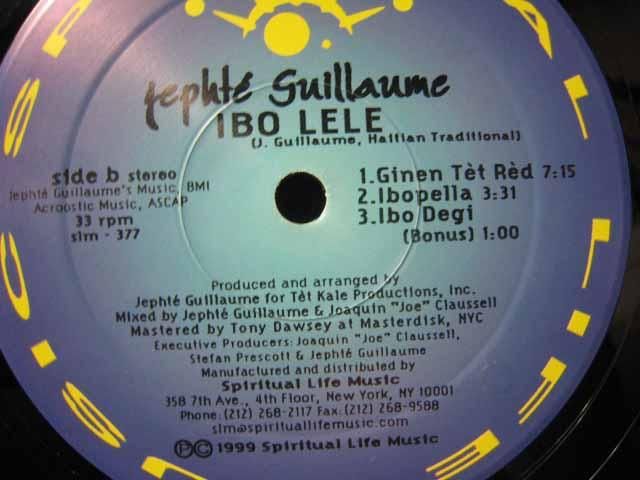 Jephté Guillaume
IBO LELE
(J. Guillaume, Haitian Traditional)
side b stereo
Jephté Guillaume's Music, BMI
Acroostic Music, ASCAP
33 rpm
slm - 377
1.Ginen Tèt Rèd 7:15
2.Ibopella 3:31
3.Ibo Degi
(Bonus) 1:00
Produced and arranged by
Jephté Guillaume for Tèt Kale Productions, Inc.
Mixed by Jephté Guillaume & Joaquin "Joe" Claussell
Mastered by Tony Dawsey at Masterdisk, NYC
Executive Producers: Joaquin "Joe" Claussell,
Stefan Prescott & Jephté Guillaume
Manufactured and distributed by
Spiritual Life Music
358 7th Ave., 4th Floor, New York, NY 10001
Phone: (212) 268-2117 Fax. (212) 268-9588
slm@spirituallifemusic.com
℗© 1999 Spiritual Life Music
AL
LIFE